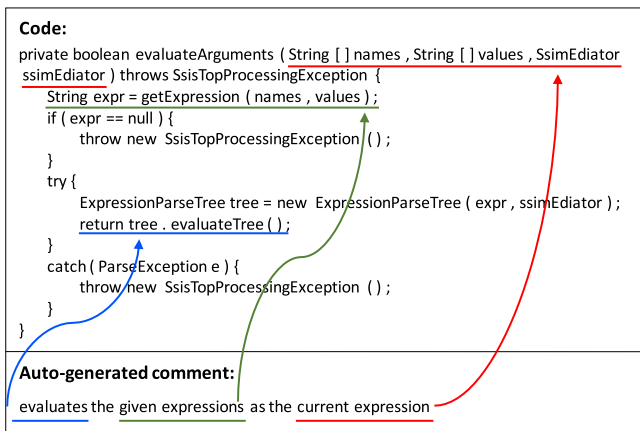 Code:
private boolean evaluateArguments ( String [ ] names , String [ ] values , SsimEdiator
ssimEdiator ) throws SsisTopProcessingException {
String expr = getExpression ( names , values ) ;
if ( expr == null ) {
throw new SsisTopProcessingException ( ) ;
}
try {
ExpressionParseTree tree = new ExpressionParseTree ( expr , ssimEdiator ) ;
return tree . evaluateTree ( ) ;
}
catch ( ParseException e ) {
throw new SsisTopProcessingException ( ) ;
}
}
Auto-generated comment:
evaluates the given expressions as the current expression